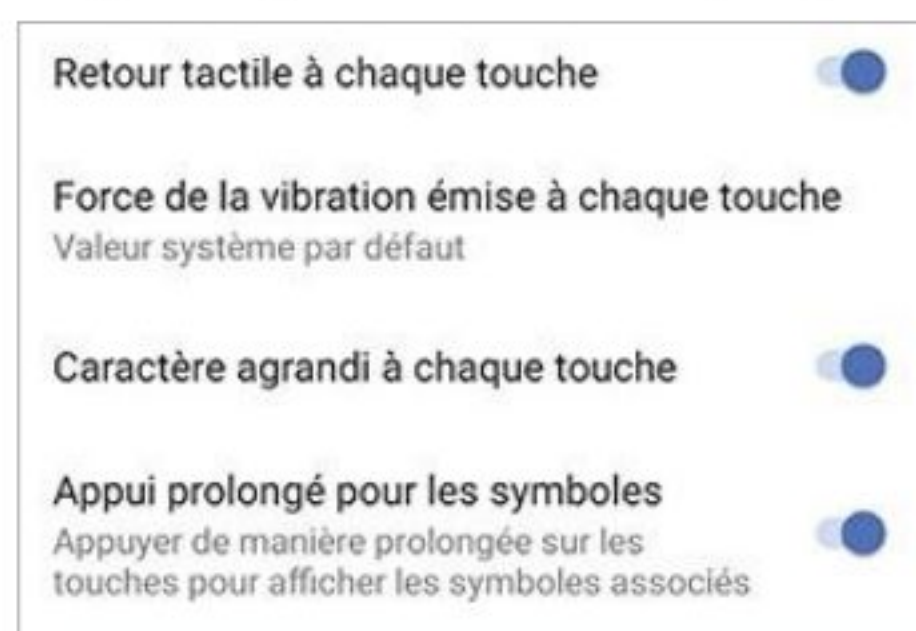 Retour tactile à chaque touche
Force de la vibration émise à chaque touche
Valeur système par défaut
Caractère agrandi à chaque touche
Appui prolongé pour les symboles
Appuyer de manière prolongée sur les
touches pour afficher les symboles associés